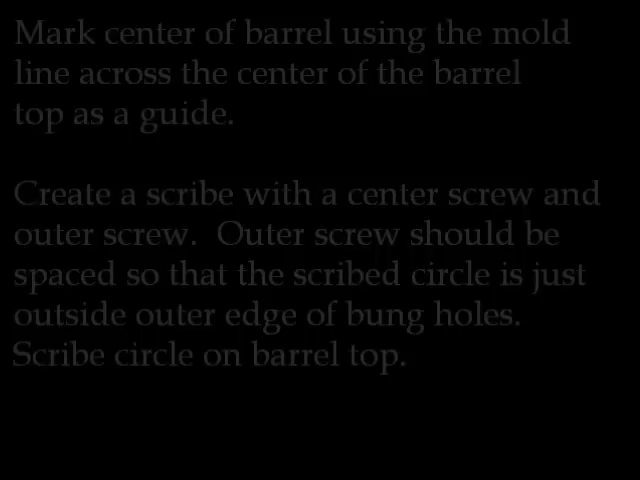 Mark center of barrel using the mold
line across the center of the barrel
top as a guide.
Create a scribe with a center screw and
outer screw.  Outer screw should be
spaced so that the scribed circle is just
outside outer edge of bung holes.
Scribe circle on barrel top.